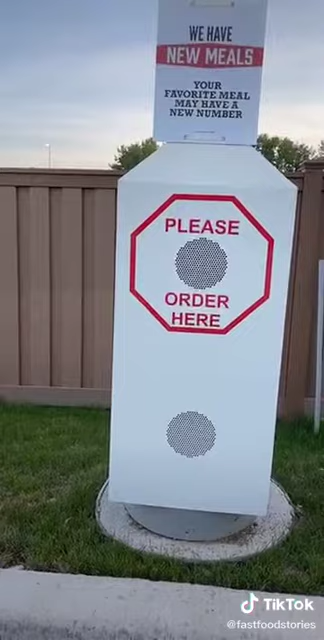 WE HAVE
NEW MEALS
YOUR
FAVORITE MEAL
MAY HAVE A
NEW NUMBER
PLEASE
ORDER
HERE
TikTok
@fastfoodstories